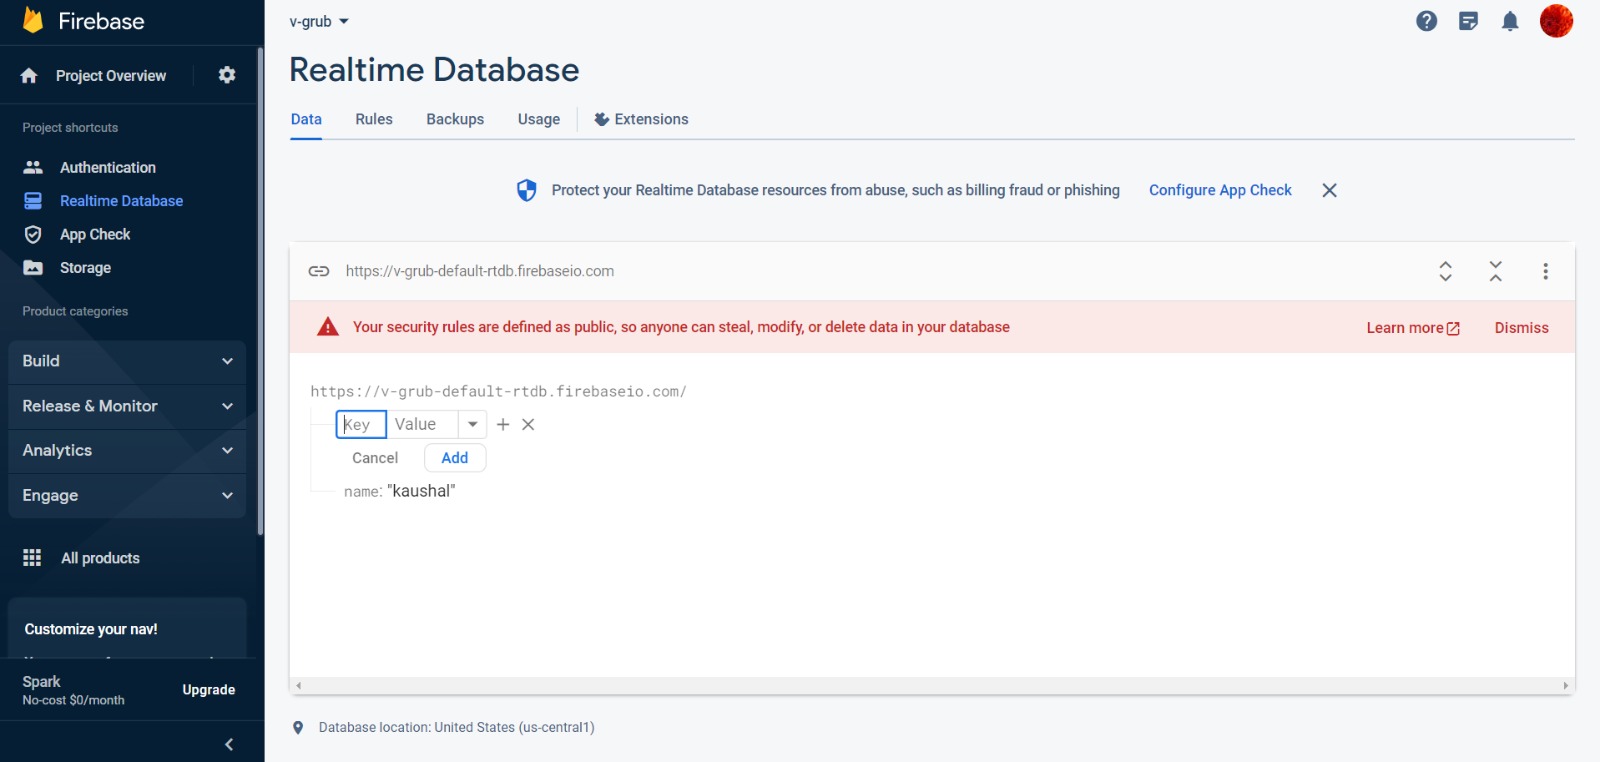 Firebase
Project Overview
Project shortcuts
Authentication
Realtime Database
App Check
Storage
Product categories
Build
Release & Monitor
Analytics
Engage
All products
Customize your nav!
Spark
No-cost $0/month
Upgrade
v-grub
Realtime Database
Data Rules Backups Usage Extensions
Protect your Realtime Database resources from abuse, such as billing fraud or phishing Configure App Check
https://v-grub-default-rtdb.firebaseio.com
Your security rules are defined as public, so anyone can steal, modify, or delete data in your database Learn more Dismiss
https://v-grub-default-rtdb.firebaseio.com/
Key Value
Cancel Add
name: "kaushal"
Database location: United States (us-central1)